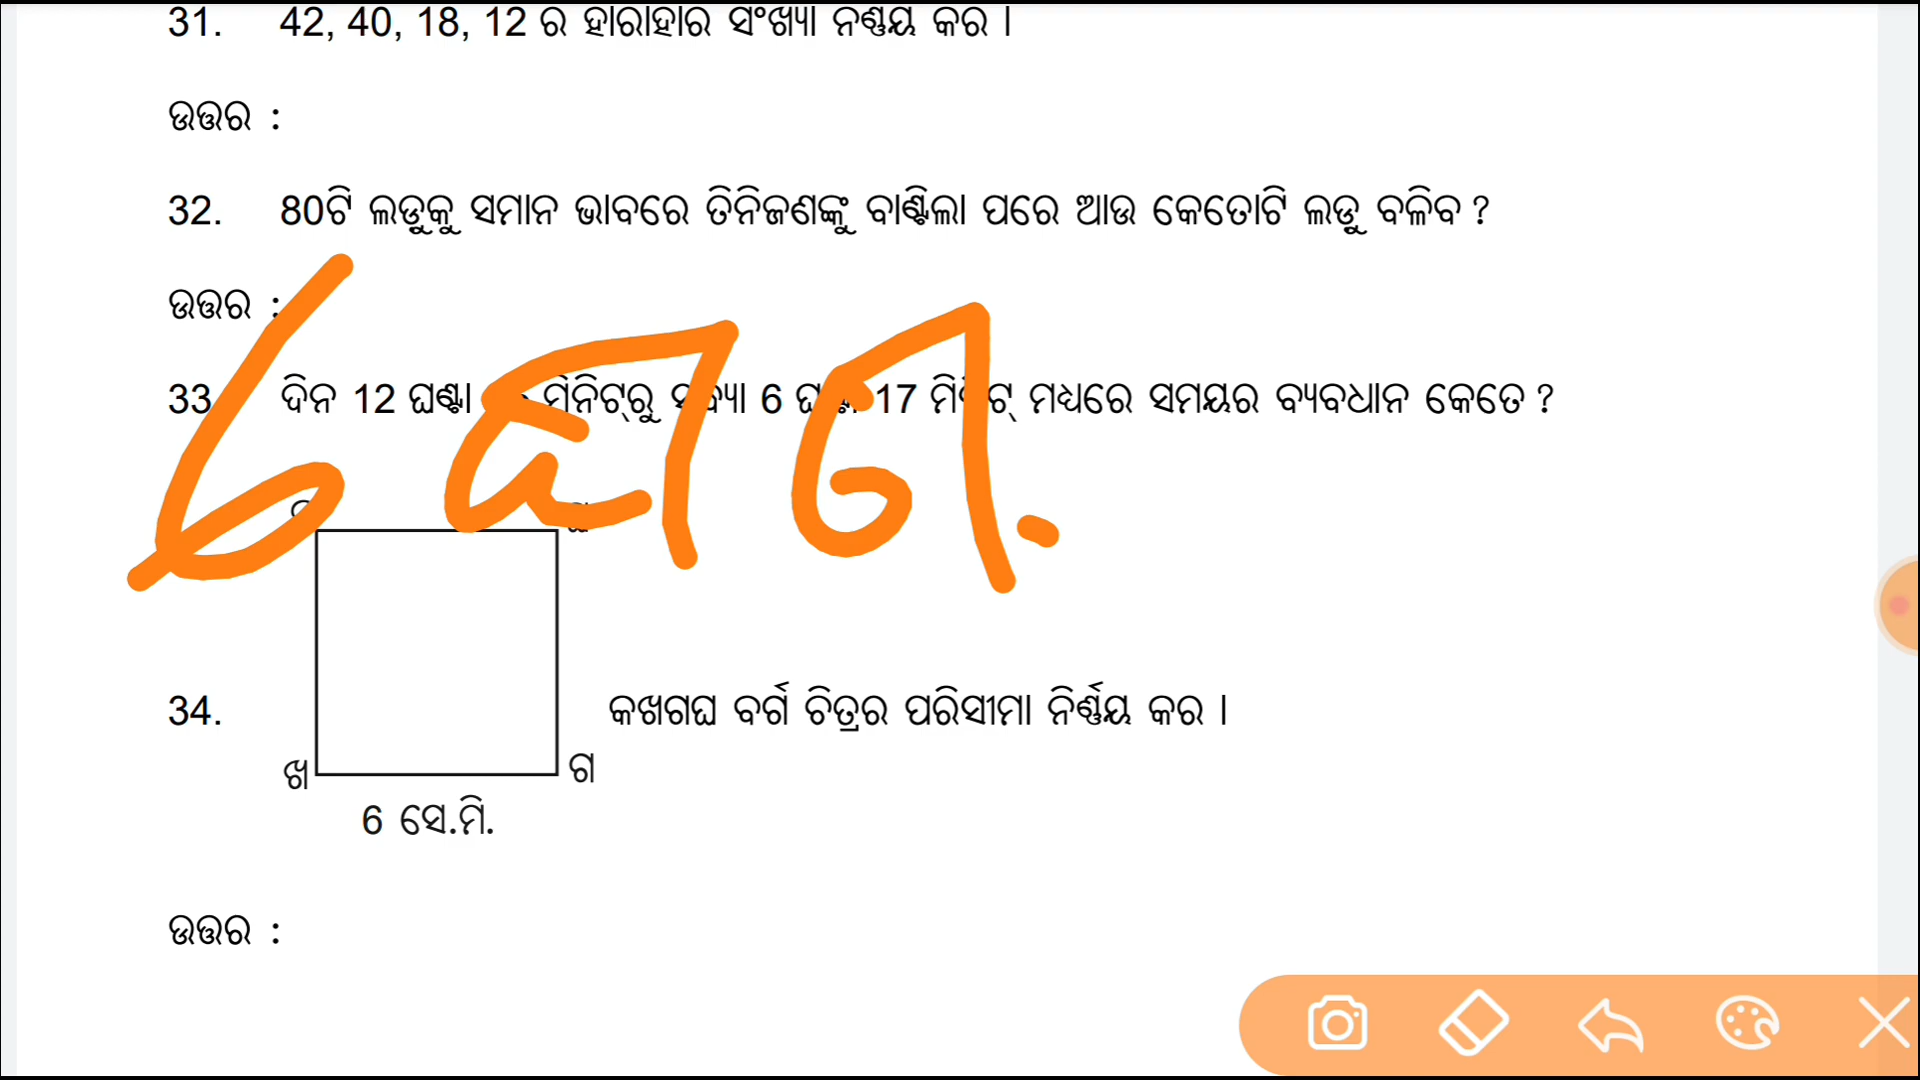 31. 42, 40, 18, 12 ର ହାରାହାରି ସଂଖ୍ୟା ନିର୍ଣ୍ଣୟ କର ।
ଉତ୍ତର :
32. 80ଟି ଲଡ଼ୁକୁ ସମାନ ଭାବରେ ତିନିଜଣଙ୍କୁ ବାଣ୍ଟିଲା ପରେ ଆଉ କେତୋଟି ଲଡ଼ୁ ବଳିବ ?
ଉତ୍ତର :
33. ଦିନ 12 ଘଣ୍ଟା ମିନିଟ୍‌ରୁ 6 17 ମଧ୍ୟରେ ସମୟର ବ୍ୟବଧାନ କେତେ ?
34. କଖଗଘ ବର୍ଗ ଚିତ୍ରର ପରିସୀମା ନିର୍ଣ୍ଣୟ କର ।
ଖ ଗ
6 ସେ.ମି.
ଉତ୍ତର :